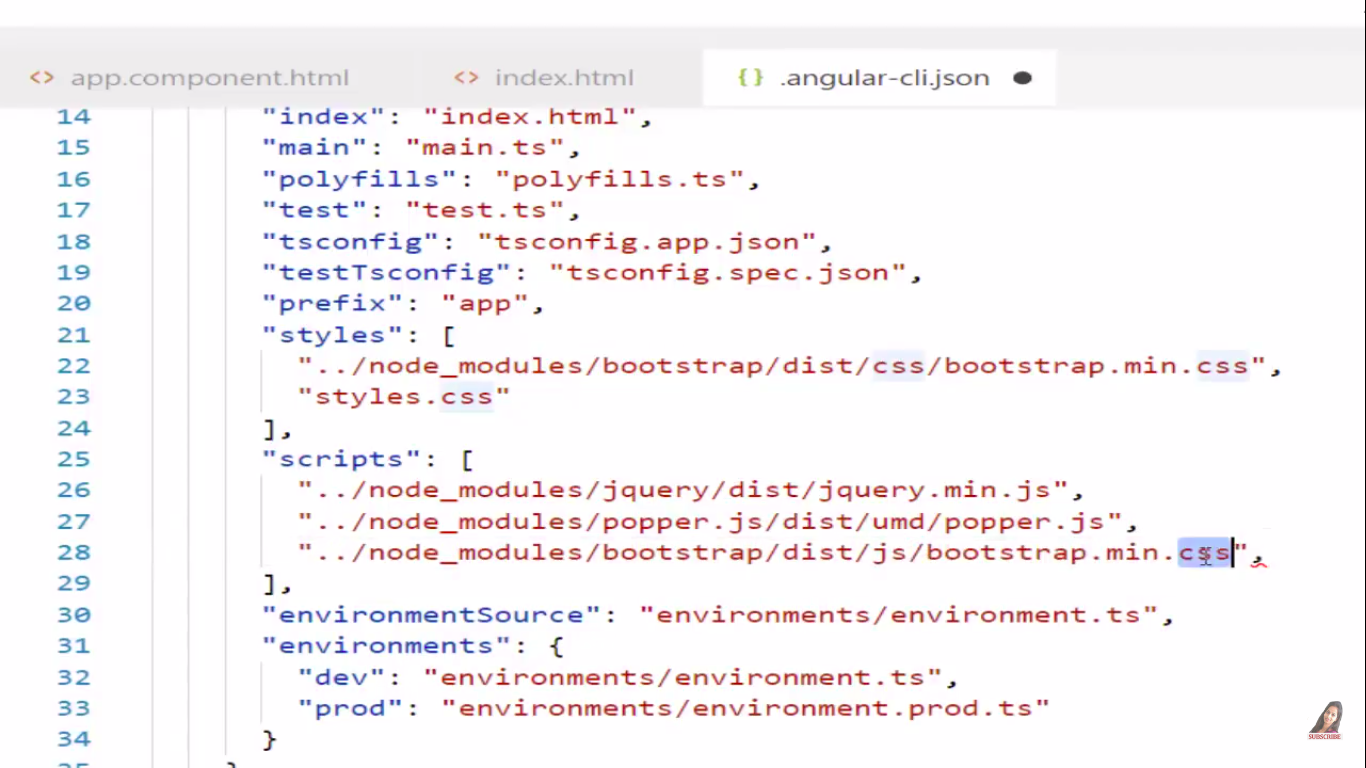 app.component.html index.html {} .angular-cli.json
14 "index": "index.html",
15 "main": "main.ts",
16 "polyfills": "polyfills.ts",
17 "test": "test.ts",
18 "tsconfig": "tsconfig.app.json",
19 "testTsconfig": "tsconfig.spec.json",
20 "prefix": "app",
21 "styles": [
22 "../node_modules/bootstrap/dist/css/bootstrap.min.css",
23 "styles.css"
24 ],
25 "scripts": [
26 "../node_modules/jquery/dist/jquery.min.js",
27 "../node_modules/popper.js/dist/umd/popper.js",
28 "../node_modules/bootstrap/dist/js/bootstrap.min.css",
29 ],
30 "environmentSource": "environments/environment.ts",
31 "environments": {
32 "dev": "environments/environment.ts",
33 "prod": "environments/environment.prod.ts"
34 }
SUBSCRIBE